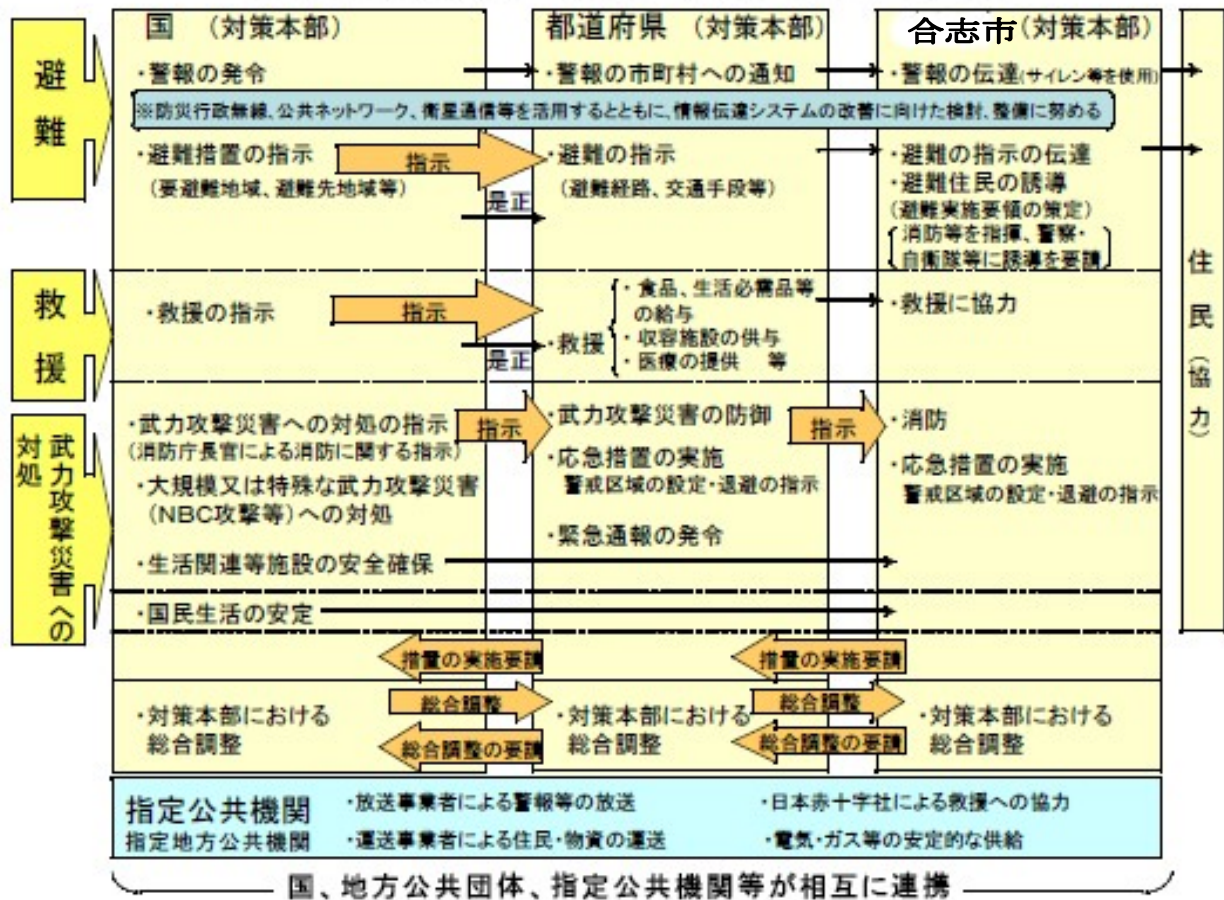 国 (対策本部)
都道府県 (対策本部)
合志市(対策本部)
避難
・警報の発令
・警報の市町村への通知
・警報の伝達(サイレン等を使用)
※防災行政無線、公共ネットワーク、衛星通信等を活用するとともに、情報伝達システムの改善に向けた検討、整備に努める
・避難措置の指示
(要避難地域、避難先地域等)
指示
是正
・避難の指示
(避難経路、交通手段等)
・避難の指示の伝達
・避難住民の誘導
(避難実施要領の策定)
消防等を指揮、警察・
自衛隊等に誘導を要請
救援
・救援の指示
指示
是正
・救援
・食品、生活必需品等
の給与
・収容施設の供与
・医療の提供 等
・救援に協力
武力攻撃災害への
対処
・武力攻撃災害への対処の指示
(消防庁長官による消防に関する指示)
・大規模又は特殊な武力攻撃災害
(NBC攻撃等)への対処
・生活関連等施設の安全確保
指示
・武力攻撃災害の防御
・応急措置の実施
警戒区域の設定・退避の指示
・緊急通報の発令
指示
・消防
・応急措置の実施
警戒区域の設定・退避の指示
・国民生活の安定
住民(協力)
措置の実施要請
措置の実施要請
・対策本部における
総合調整
総合調整
総合調整の要請
・対策本部における
総合調整
総合調整
総合調整の要請
・対策本部における
総合調整
指定公共機関
指定地方公共機関
・放送事業者による警報等の放送
・日本赤十字社による救援への協力
・運送事業者による住民・物資の運送
・電気・ガス等の安定的な供給
国、地方公共団体、指定公共機関等が相互に連携